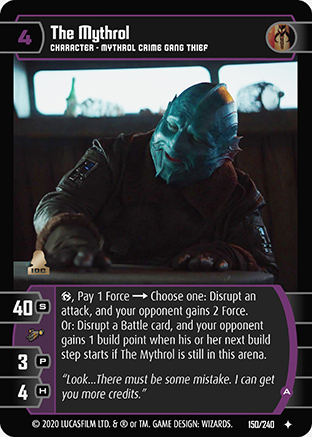 4
The Mythrol
CHARACTER - MYTHROL CRIME GANG THIEF
IDC
40 S
3 P
4 H
, Pay 1 Force → Choose one: Disrupt an
attack, and your opponent gains 2 Force.
Or: Disrupt a Battle card, and your opponent
gains 1 build point when his or her next build
step starts if The Mythrol is still in this arena.
“Look...There must be some mistake. I can get
you more credits.”
A
© 2020 LUCASFILM LTD. & ® or TM. GAME DESIGN: WIZARDS. 150/240